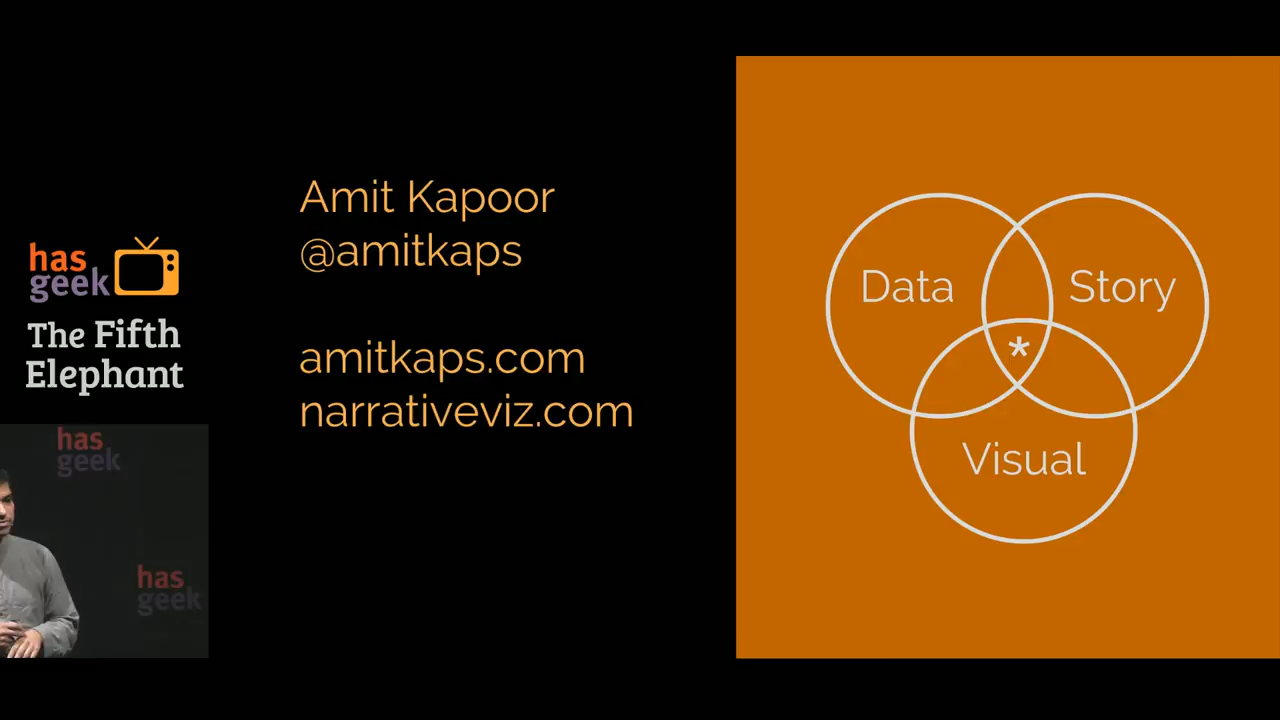 has
geek
The Fifth
Elephant
has
geek
has
geek
Amit Kapoor
@amitkaps
amitkaps.com
narrativeviz.com
Data
Story
*
Visual